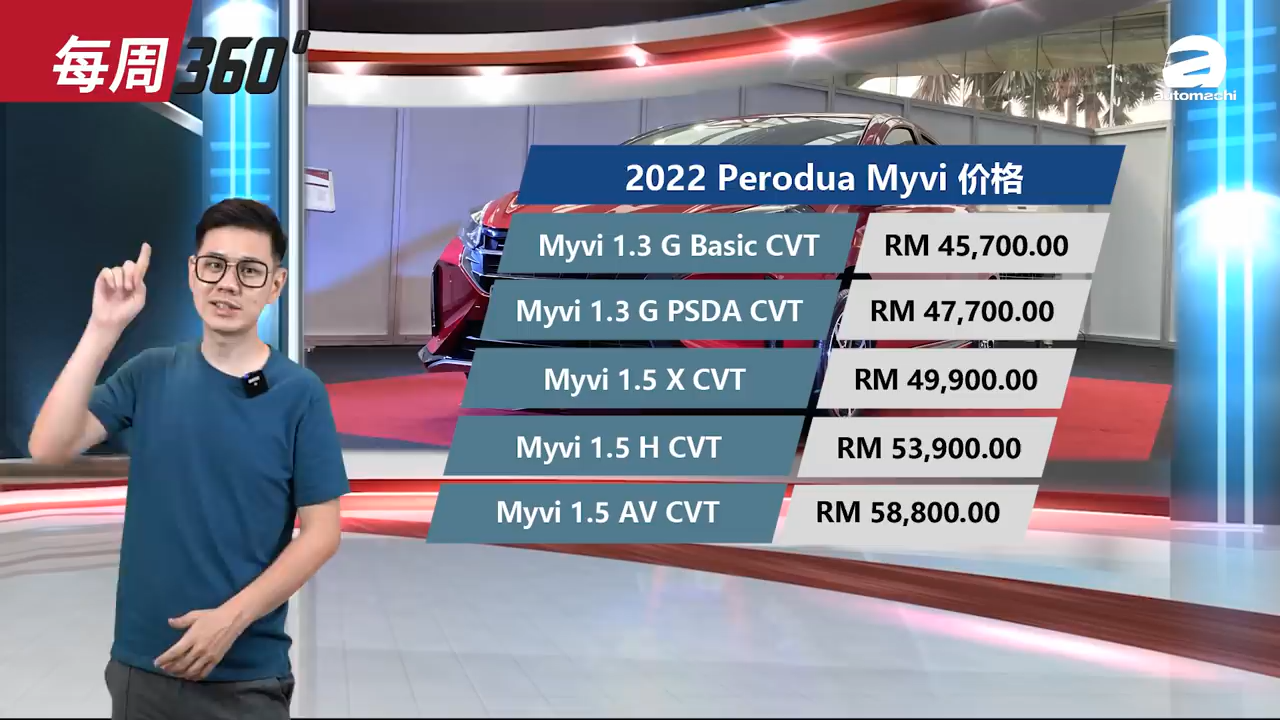 每周360°
automachi
2022 Perodua Myvi 价格
Myvi 1.3 G Basic CVT RM 45,700.00
Myvi 1.3 G PSDA CVT RM 47,700.00
Myvi 1.5 X CVT RM 49,900.00
Myvi 1.5 H CVT RM 53,900.00
Myvi 1.5 AV CVT RM 58,800.00